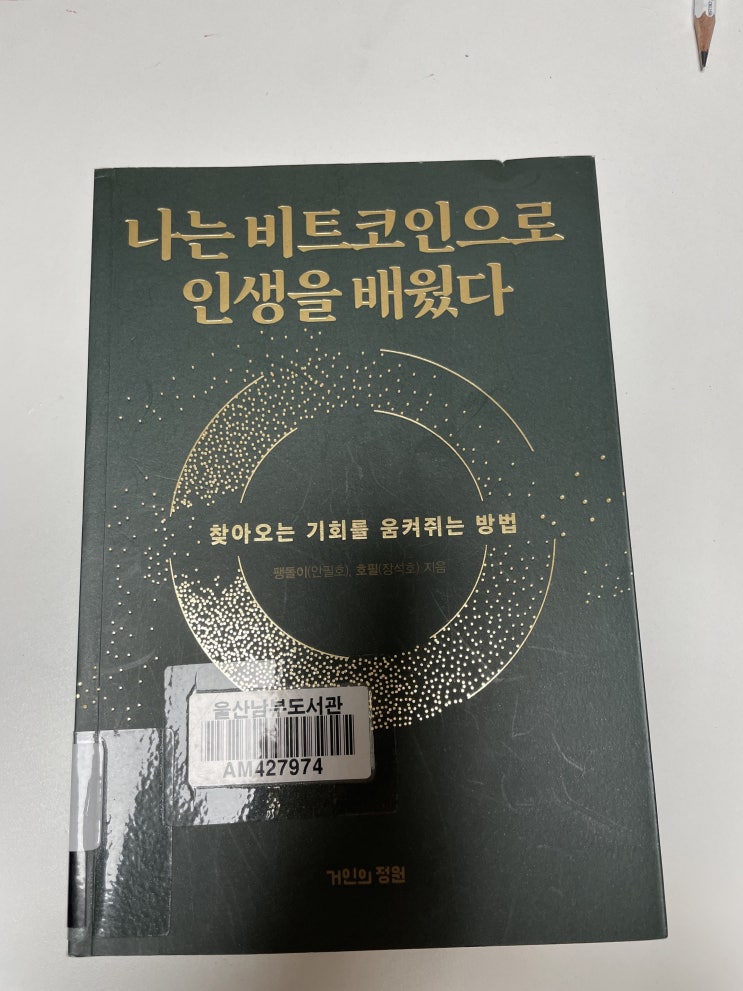 나는 비트코인으로
인생을 배웠다
찾아오는 기회를 움켜쥐는 방법
팽돌이(안필호), 호필(장석호) 지음
울산남부도서관
AM427974
거인의 정원